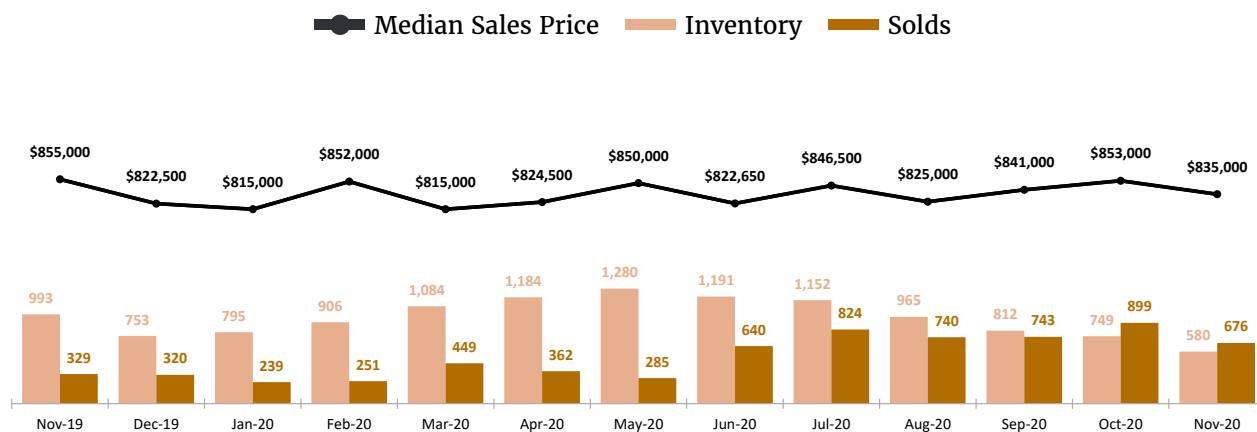 Median Sales Price Inventory Solds
$855,000 $822,500 $815,000 $852,000 $815,000 $824,500 $850,000 $822,650 $846,500 $825,000 $841,000 $853,000 $835,000
993 753 795 906 1,084 1,184 1,280 1,191 1,152 965 812 749 580
329 320 239 251 449 362 285 640 824 740 743 899 676
Nov-19 Dec-19 Jan-20 Feb-20 Mar-20 Apr-20 May-20 Jun-20 Jul-20 Aug-20 Sep-20 Oct-20 Nov-20